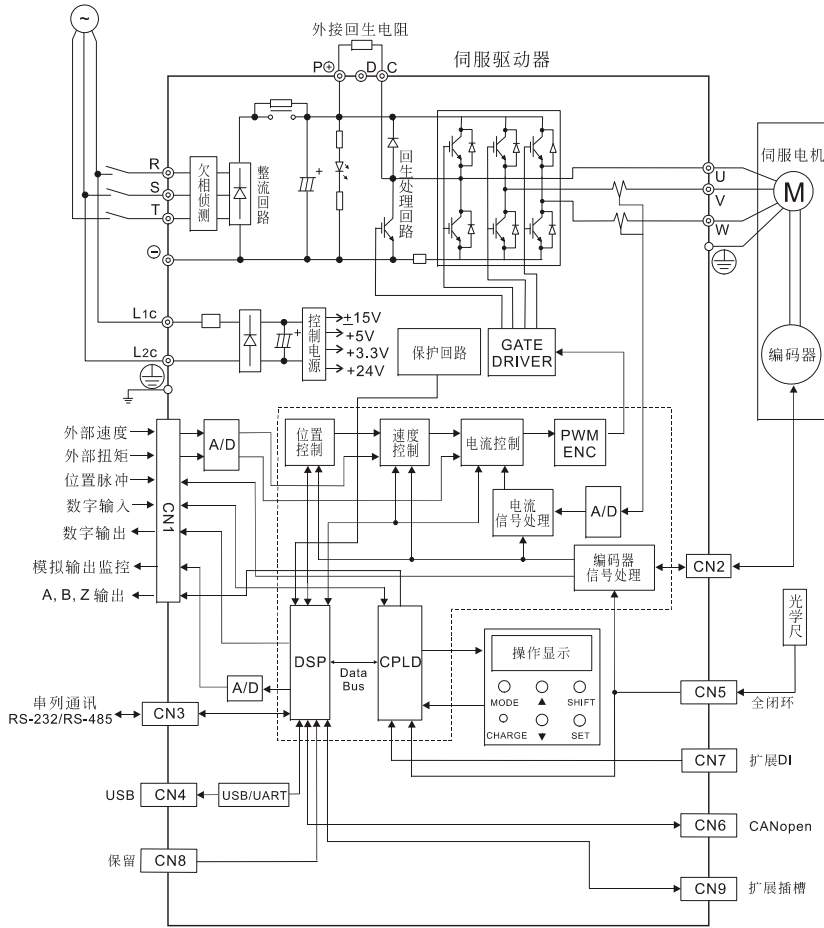 ~
外接回生电阻
P⊕
D
C
伺服驱动器
R
S
T
欠相侦测
整流回路
回生处理回路
伺服电机
U
V
W
M
⊖
L1c
L2c
控制电源
±15V
+5V
+3.3V
+24V
保护回路
GATE
DRIVER
编码器
外部速度
外部扭矩
位置脉冲
数字输入
数字输出
模拟输出监控
A, B, Z 输出
CN1
A/D
位置
控制
速度
控制
电流控制
PWM
ENC
电流
信号处理
A/D
编码器
信号处理
CN2
光学尺
DSP
Data
Bus
CPLD
A/D
操作显示
MODE
▲
SHIFT
CHARGE
▼
SET
串列通讯
RS-232/RS-485
CN3
CN5
全闭环
CN7
扩展DI
USB
CN4
USB/UART
CN6
CANopen
保留
CN8
CN9
扩展插槽